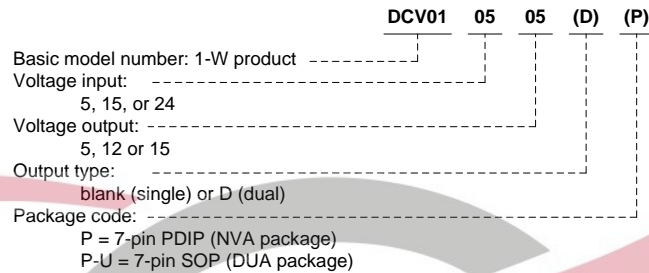 DCV01 05 05 (D) (P)
Basic model number: 1-W product
Voltage input:
5, 15, or 24
Voltage output:
5, 12 or 15
Output type:
blank (single) or D (dual)
Package code:
P = 7-pin PDIP (NVA package)
P-U = 7-pin SOP (DUA package)